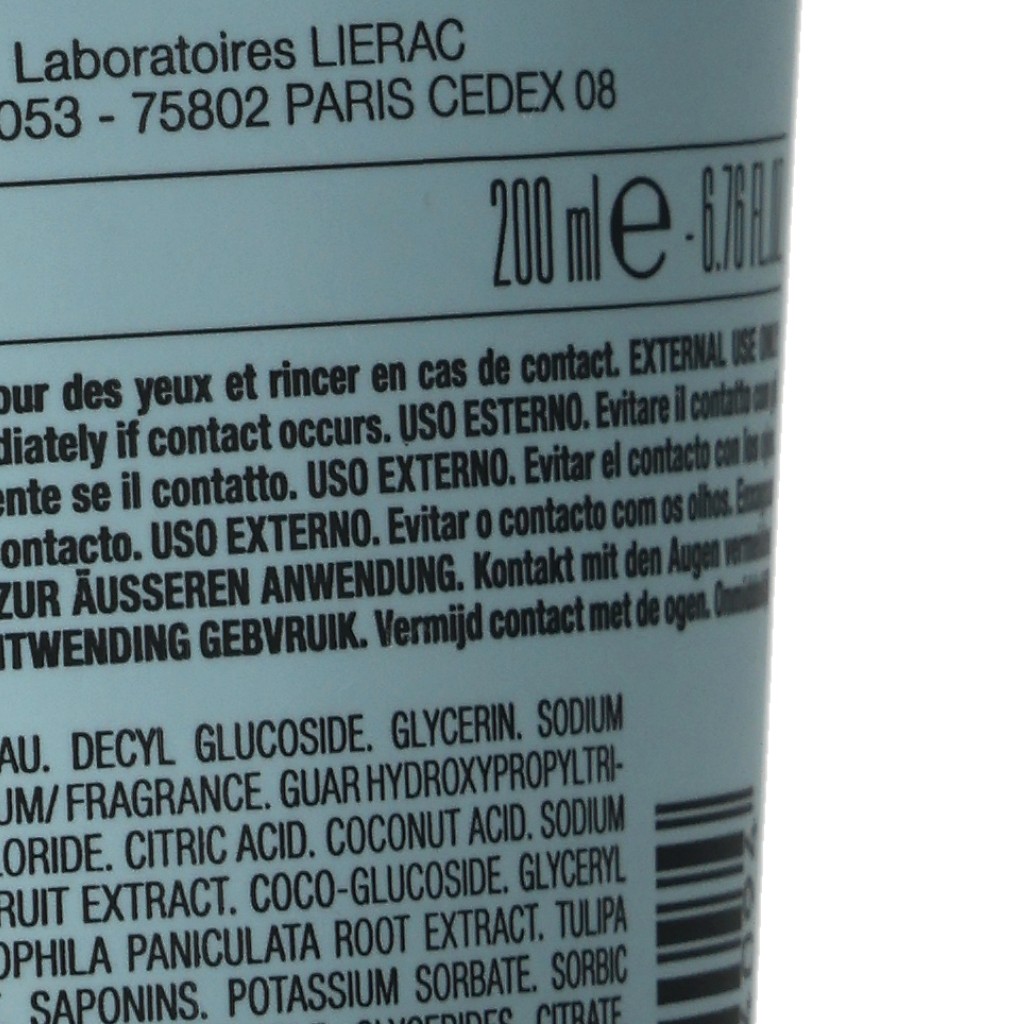 Laboratoires LIERAC
053 - 75802 PARIS CEDEX 08
200 ml e - 6.76 FL.
our des yeux et rincer en cas de contact. EXTERNAL USE
diately if contact occurs. USO ESTERNO. Evitare il contatto con
ente se il contatto. USO EXTERNO. Evitar el contacto con los
ontacto. USO EXTERNO. Evitar o contacto com os olhos.
ZUR ÄUSSEREN ANWENDUNG. Kontakt mit den Augen
ITWENDING GEBVRUIK. Vermijd contact met de ogen.
AU. DECYL GLUCOSIDE. GLYCERIN. SODIUM
UM/ FRAGRANCE. GUAR HYDROXYPROPYLTRI-
LORIDE. CITRIC ACID. COCONUT ACID. SODIUM
RUIT EXTRACT. COCO-GLUCOSIDE. GLYCERYL
OPHILA PANICULATA ROOT EXTRACT. TULIPA
SAPONINS. POTASSIUM SORBATE. SORBIC
GLYCERIDES. CITRATE